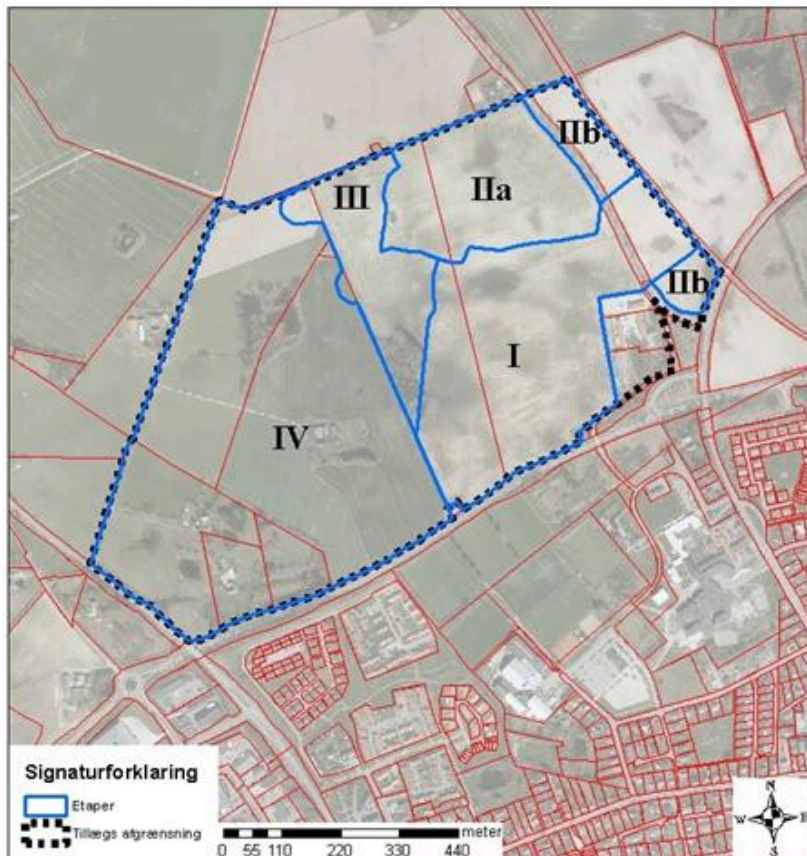 IIb
III
IIa
IIb
I
IV
Signaturforklaring
Etaper
Tillægs afgrænsning
meter
0 55 110 220 330 440
N
W E
S